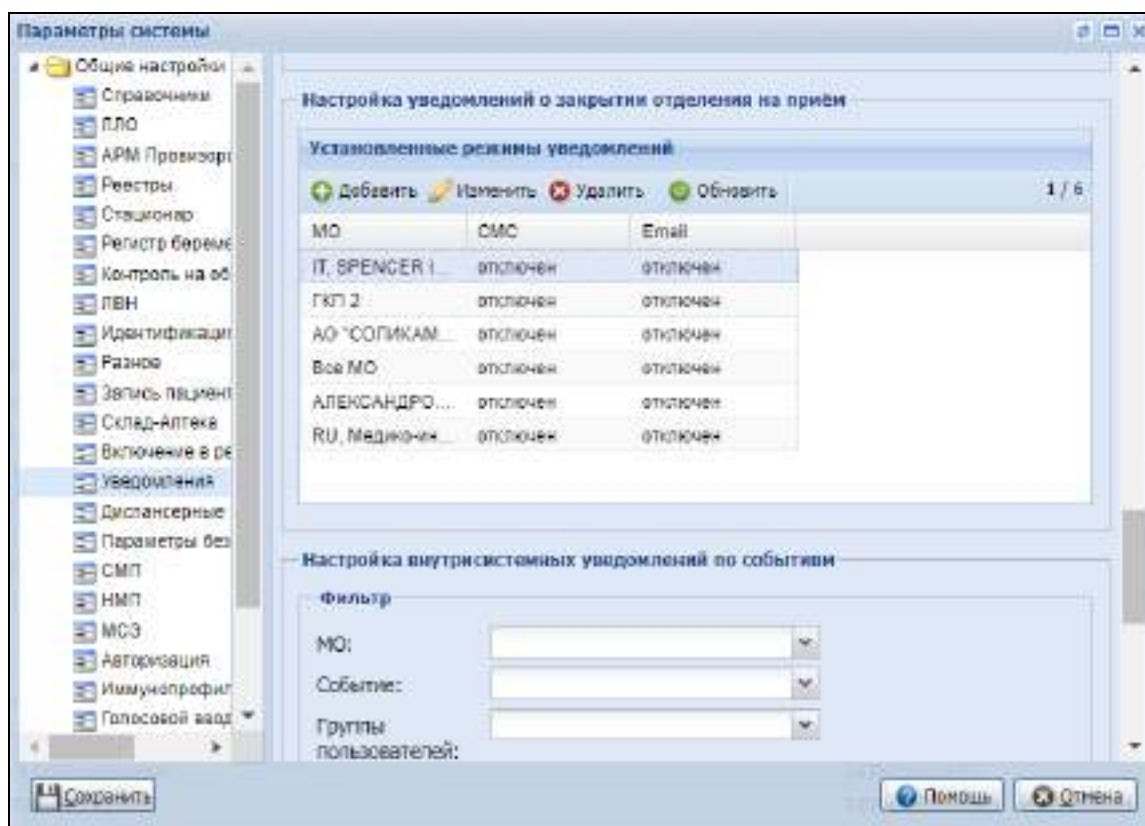 Параметры системы
Общие настройки
Справочники
ЛЛО
АРМ Провизора
Реестры
Стационар
Регистр береме
Контроль на об
ЛВН
Идентификаци
Разное
Запись пациент
Склад-Аптека
Включение в ре
Уведомления
Диспансерные
Параметры без
СМП
НМП
МСЭ
Авторизация
Иммунопрофил
Голосовой ввод
Настройка уведомлений о закрытии отделения на приём
Установленные режимы уведомлений
Добавить Изменить Удалить Обновить 1 / 6
МО СМС Email
IT, SPENCER I... отключен отключен
ГКП 2 отключен отключен
АО "СОЛИКАМ... отключен отключен
Все МО отключен отключен
АЛЕКСАНДРО... отключен отключен
RU, Медико-ин... отключен отключен
Настройка внутрисистемных уведомлений по событиям
Фильтр
МО:
Событие:
Группы
пользователей:
Сохранить Помощь Отмена